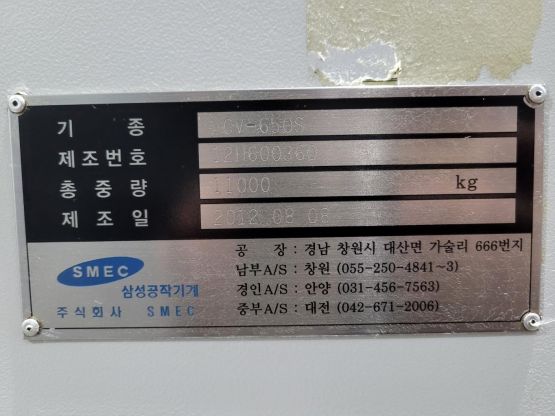 기 종 LCV-650S
제조번호 12H600360
총 중 량 11000 kg
제 조 일 2012.08.08
공 장 : 경남 창원시 대산면 가술리 666번지
SMEC
남부A/S : 창원 (055-250-4841~3)
삼성공작기계
경인A/S : 안양 (031-456-7563)
주식회사 SMEC
중부A/S : 대전 (042-671-2006)